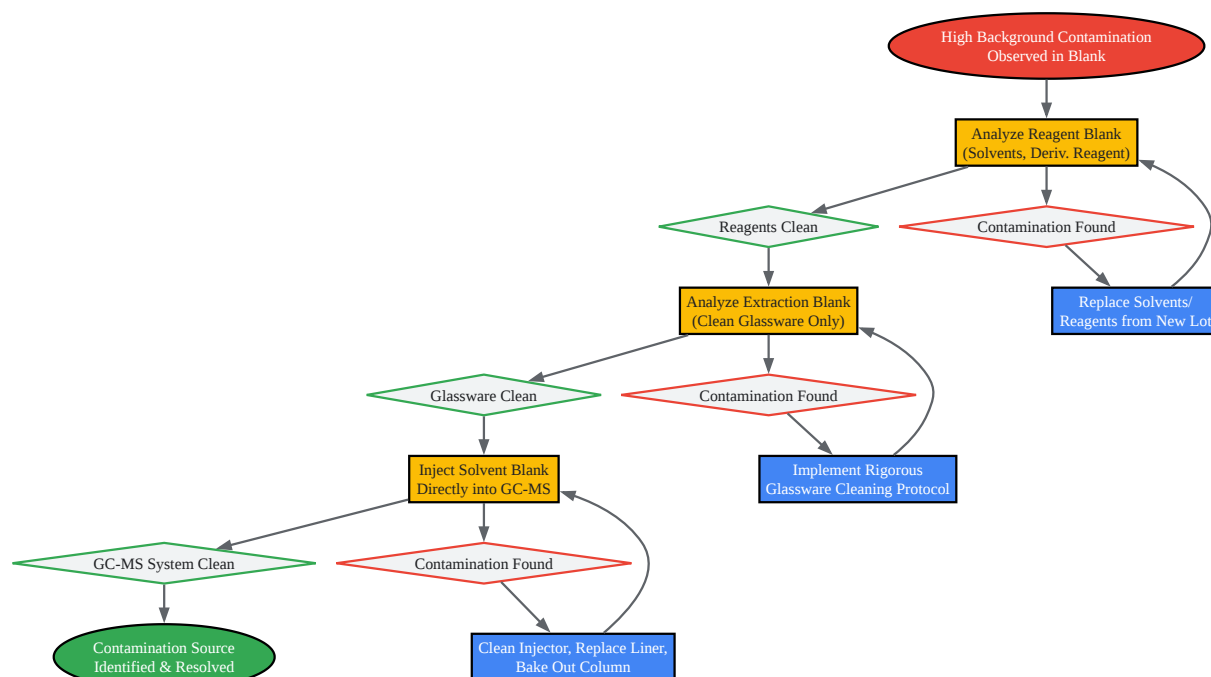 High Background Contamination
Observed in Blank
Analyze Reagent Blank
(Solvents, Deriv. Reagent)
Reagents Clean
Contamination Found
Analyze Extraction Blank
(Clean Glassware Only)
Replace Solvents/
Reagents from New Lot
Glassware Clean
Contamination Found
Inject Solvent Blank
Directly into GC-MS
Implement Rigorous
Glassware Cleaning Protocol
GC-MS System Clean
Contamination Found
Contamination Source
Identified & Resolved
Clean Injector, Replace Liner,
Bake Out Column